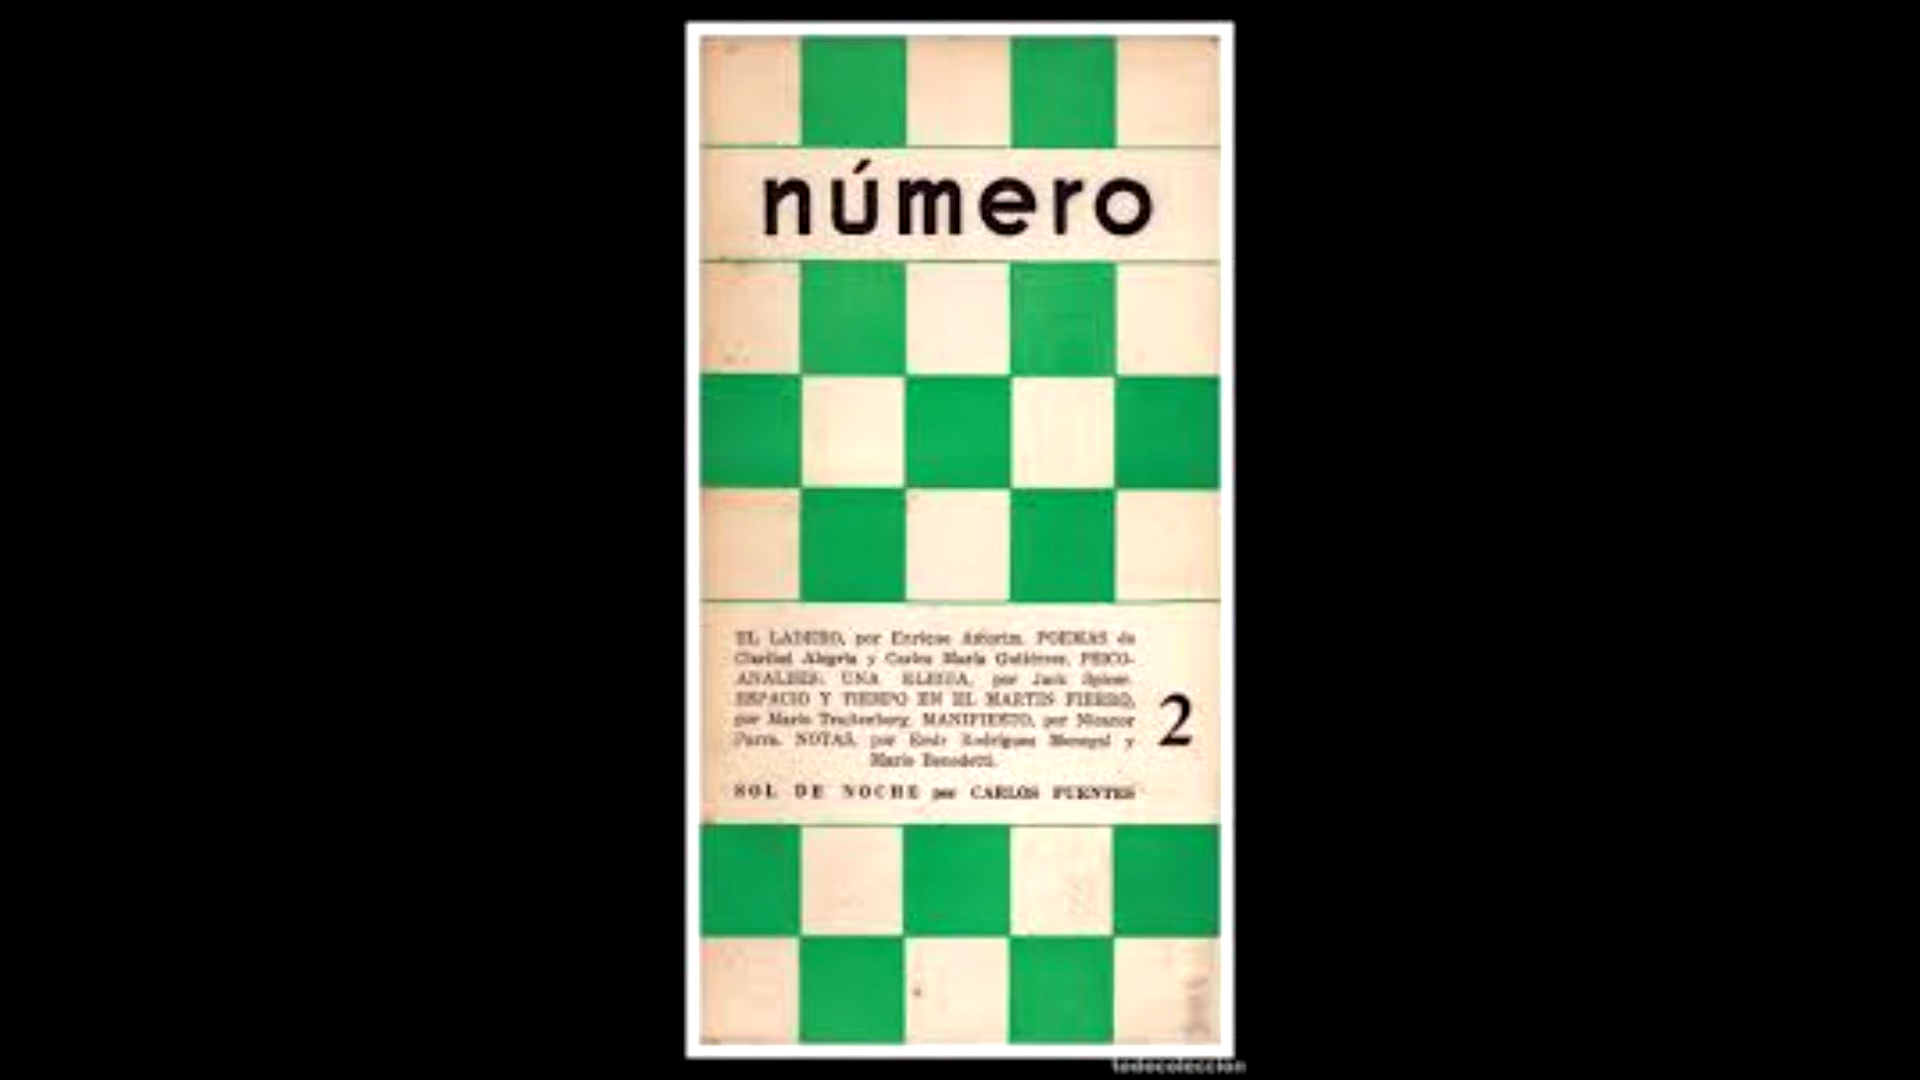 número
EL LADERO, por Enrique Amorim. POEMAS de
Claribel Alegría y Carlos María Gutiérrez. PSICO-
ANALISIS: UNA ELEGIA, por Jack Spicer.
ESPACIO Y TIEMPO EN EL MARTIN FIERRO,
por Mario Trajtenberg. MANIFIESTO, por Nicanor
Parra. NOTAS, por Emir Rodríguez Monegal y
Mario Benedetti.
2
SOL DE NOCHE por CARLOS FUENTES
todocoleccion